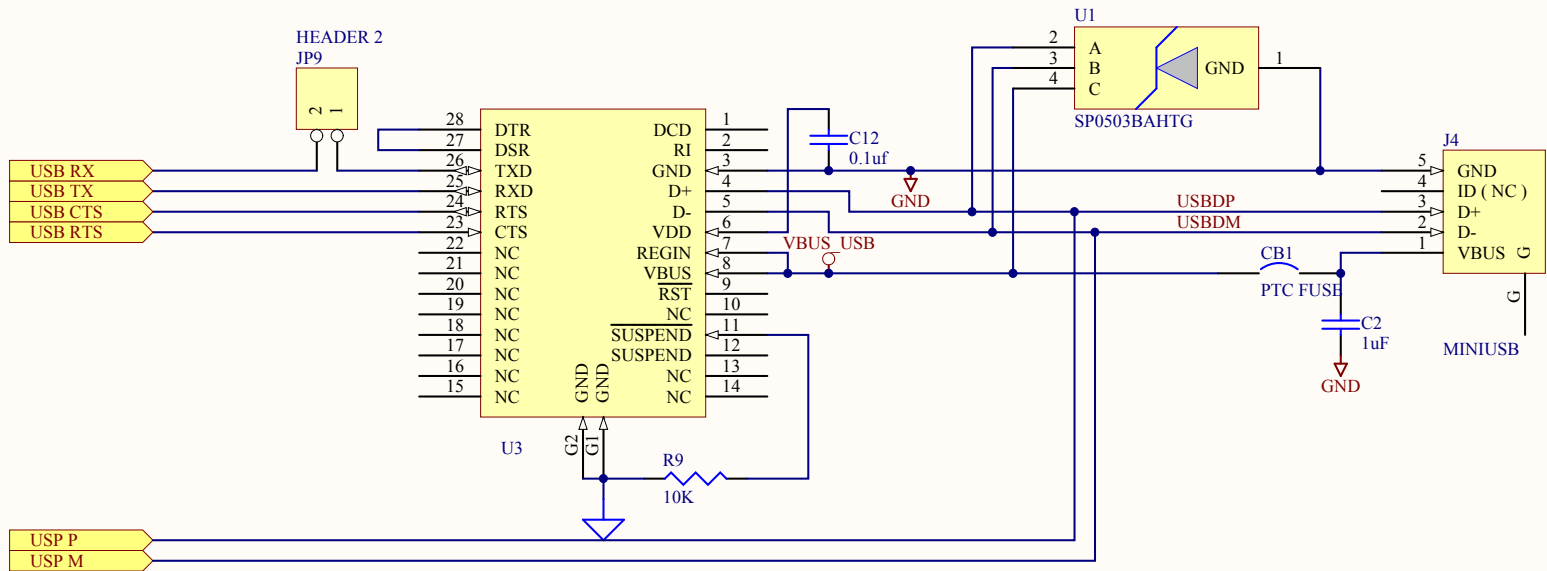 HEADER 2
JP9
2
1
USB RX
USB TX
USB CTS
USB RTS
28
27
26
25
24
23
22
21
20
19
18
17
16
15
DTR
DSR
TXD
RXD
RTS
CTS
NC
NC
NC
NC
NC
NC
NC
NC
DCD
RI
GND
D+
D-
VDD
REGIN
VBUS
RST
NC
SUSPEND
SUSPEND
NC
NC
1
2
3
4
5
6
7
8
9
10
11
12
13
14
GND
GND
G2
G1
U3
R9
10K
C12
0.1uf
GND
VBUS_USB
U1
2
3
4
A
B
C
GND
1
SP0503BAHTG
USBDP
USBDM
CB1
PTC FUSE
C2
1uF
GND
J4
5
4
3
2
1
GND
ID ( NC )
D+
D-
VBUS
G
G
MINIUSB
USP P
USP M